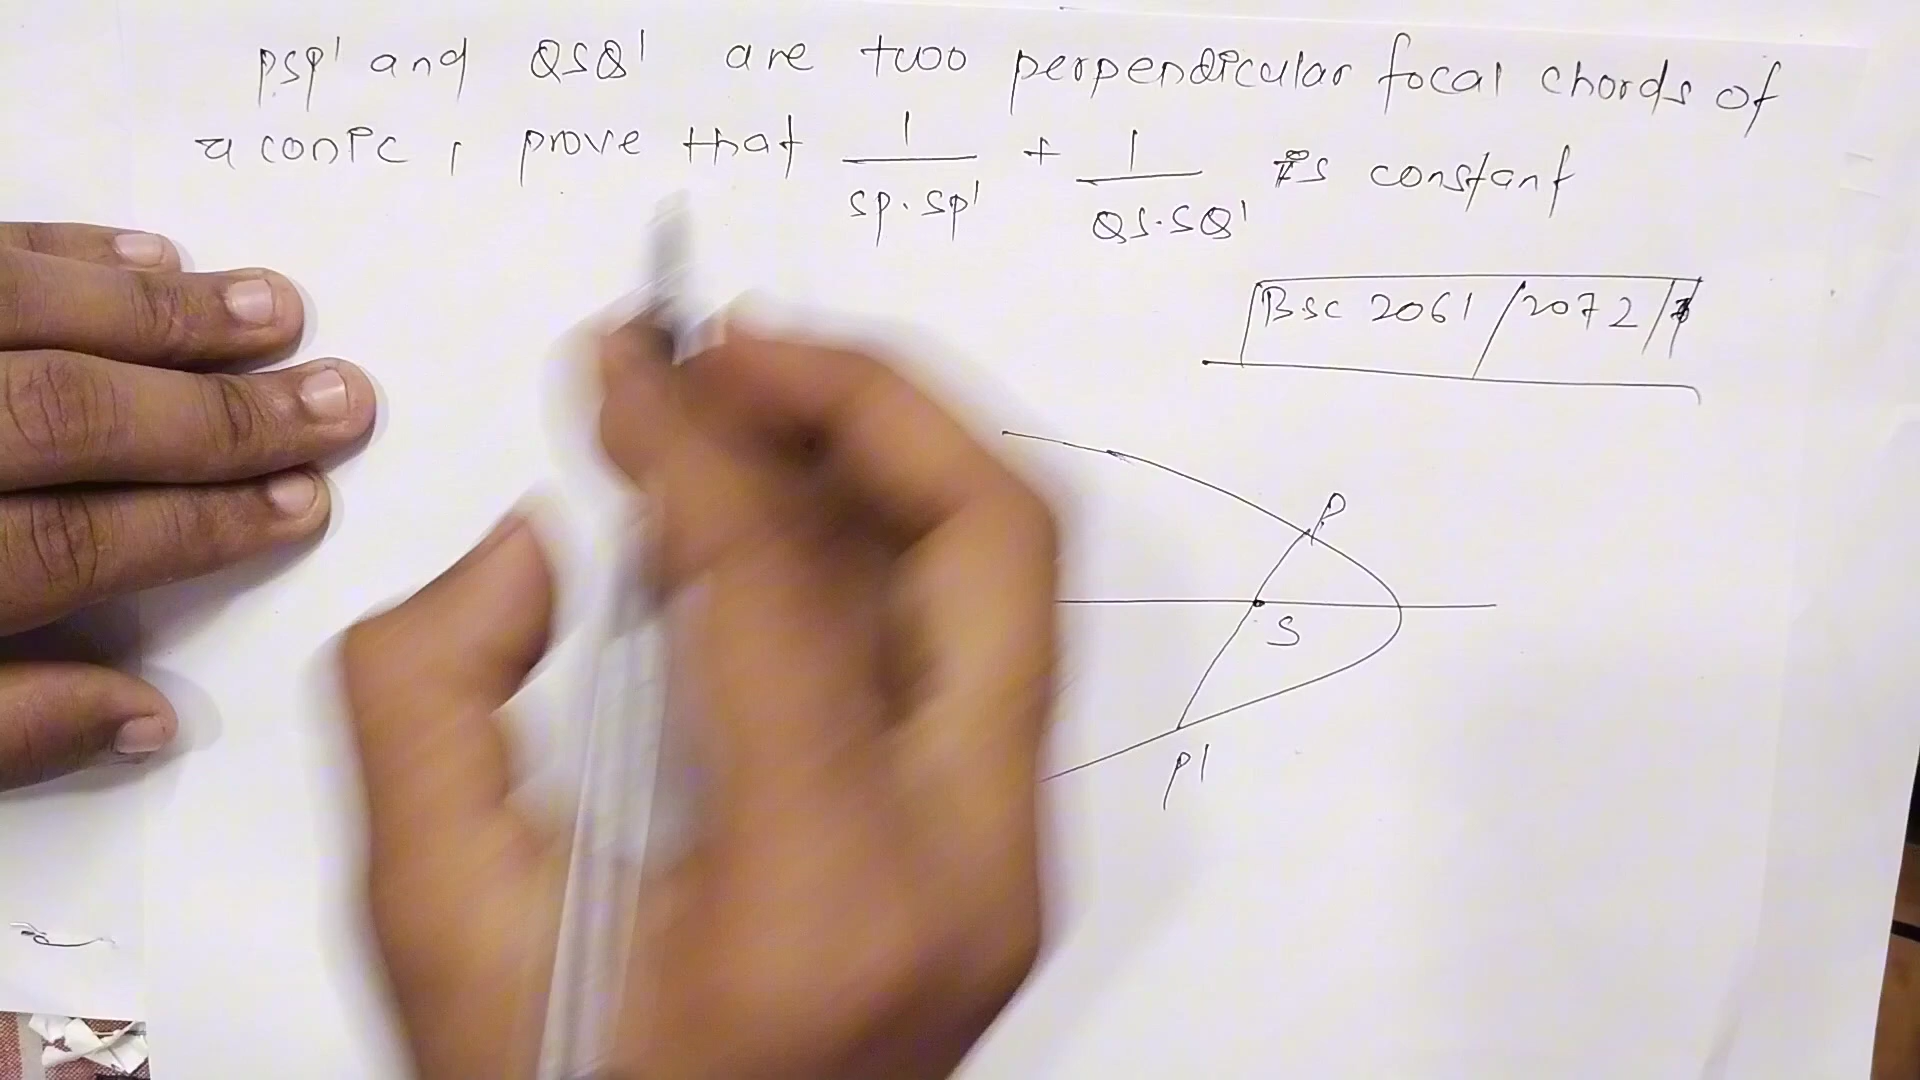 PSP' and QSQ' are two perpendicular focal chords of
a conic, prove that 1/SP.SP' + 1/QS.SQ' is constant
BSC 2061 / 2072 /
P
S
P'